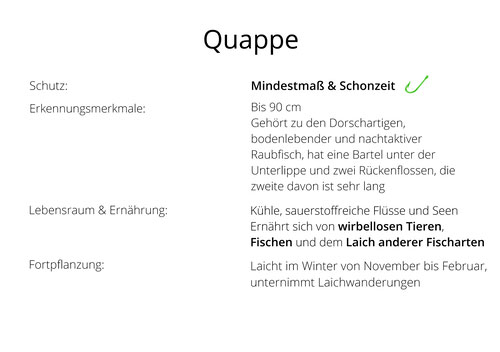 Quappe
Schutz: Mindestmaß & Schonzeit
Erkennungsmerkmale: Bis 90 cm
Gehört zu den Dorschartigen,
bodenlebender und nachtaktiver
Raubfisch, hat eine Bartel unter der
Unterlippe und zwei Rückenflossen, die
zweite davon ist sehr lang
Lebensraum & Ernährung: Kühle, sauerstoffreiche Flüsse und Seen
Ernährt sich von wirbellosen Tieren,
Fischen und dem Laich anderer Fischarten
Fortpflanzung: Laicht im Winter von November bis Februar,
unternimmt Laichwanderungen